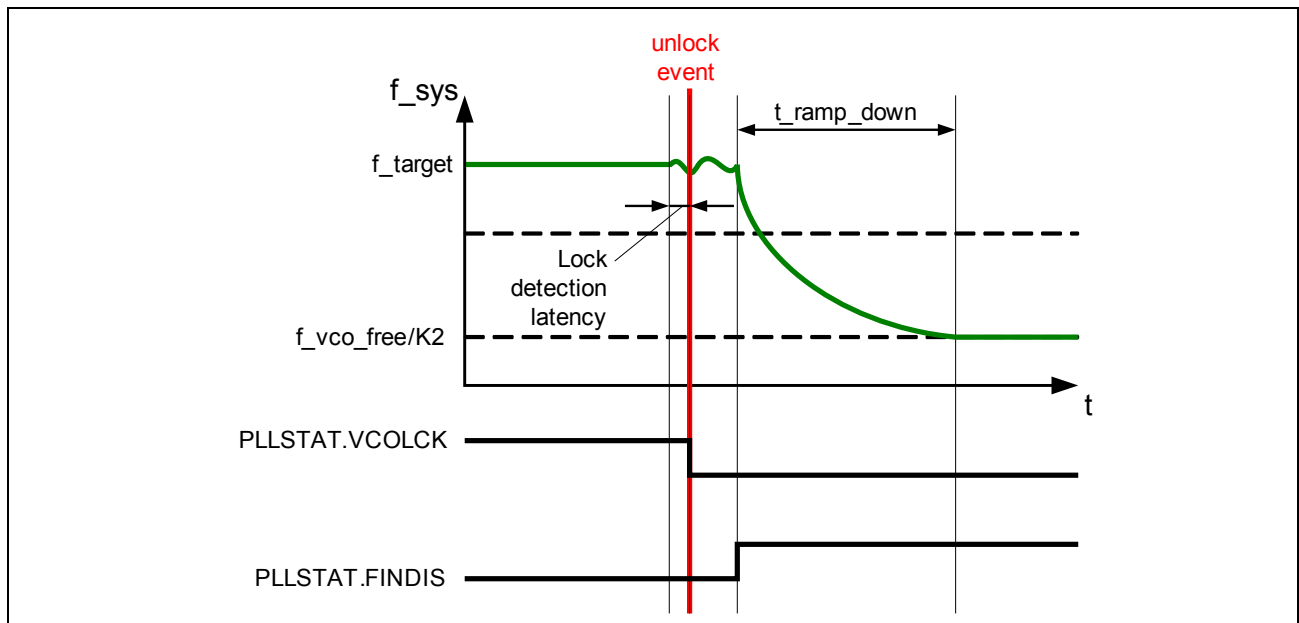 unlock
event
f_sys
t_ramp_down
f_target
Lock
detection
latency
f_vco_free/K2
t
PLLSTAT.VCOLCK
PLLSTAT.FINDIS